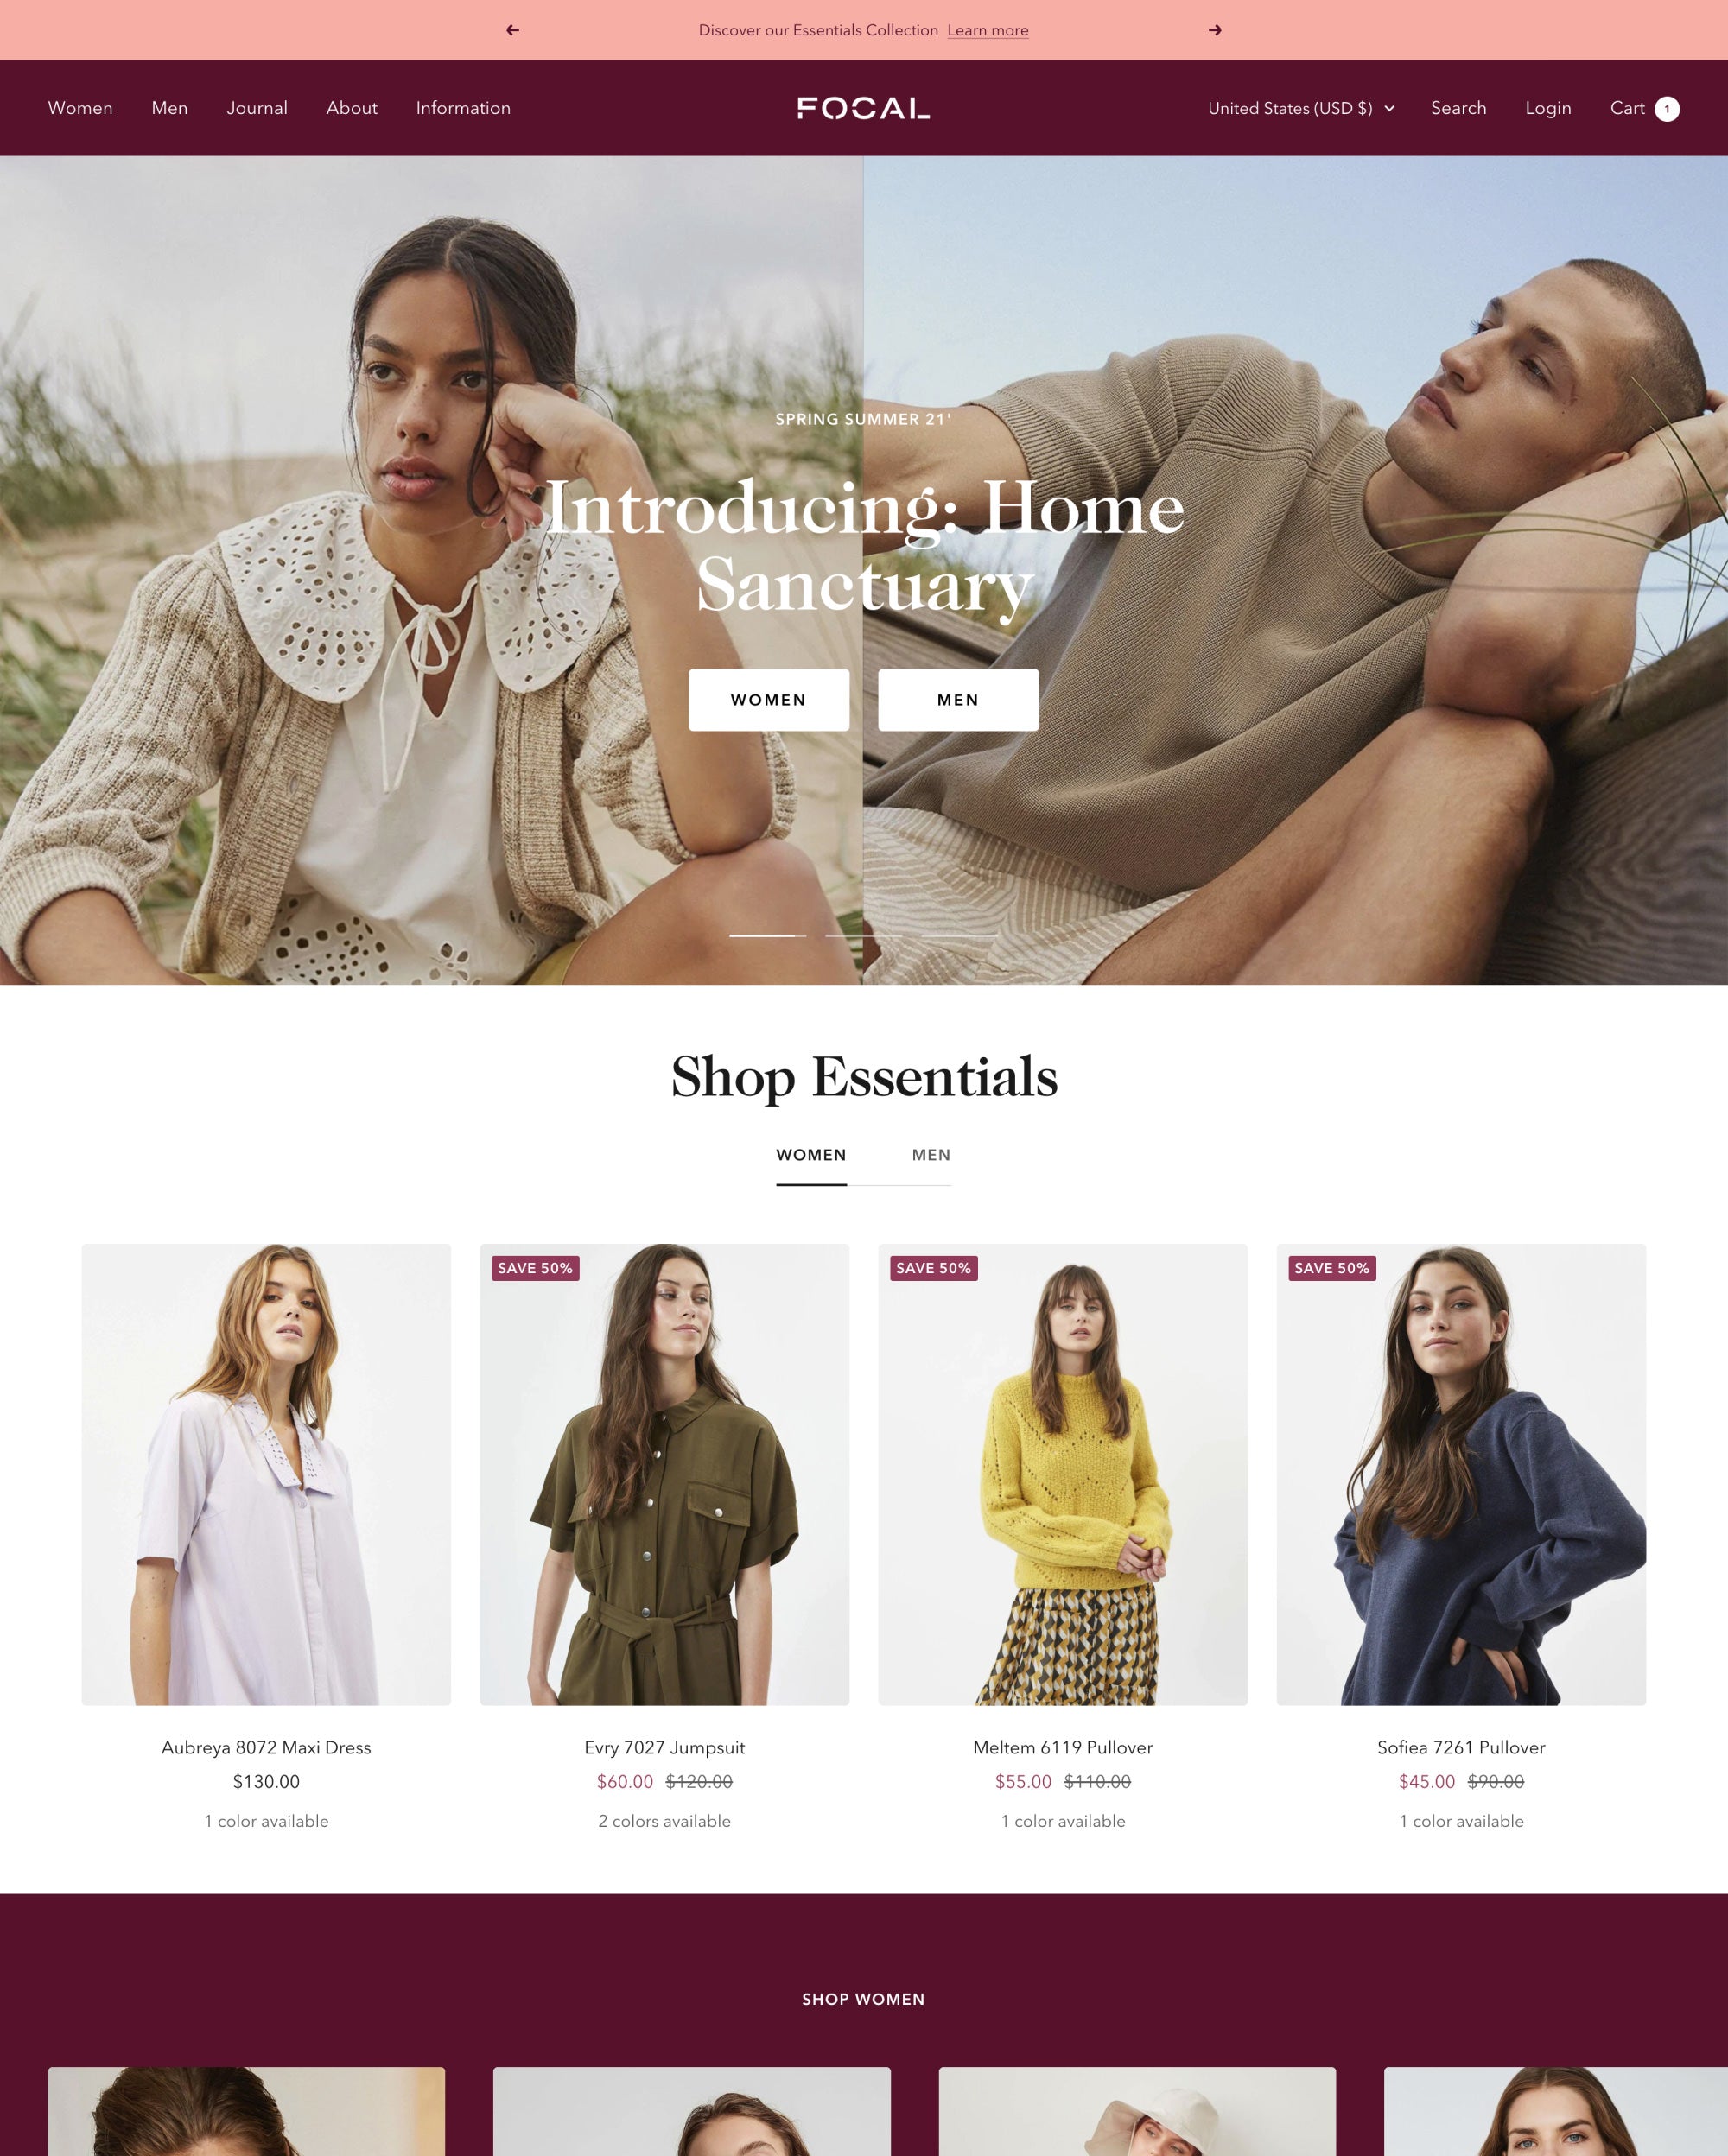 Discover our Essentials Collection Learn more
Women Men Journal About Information FOCAL United States (USD $) Search Login Cart 1
SPRING SUMMER 21'
Introducing: Home
Sanctuary
WOMEN MEN
Shop Essentials
WOMEN MEN
SAVE 50% SAVE 50% SAVE 50%
Aubreya 8072 Maxi Dress Evry 7027 Jumpsuit Meltem 6119 Pullover Sofiea 7261 Pullover
$130.00 $60.00 $120.00 $55.00 $110.00 $45.00 $90.00
1 color available 2 colors available 1 color available 1 color available
SHOP WOMEN